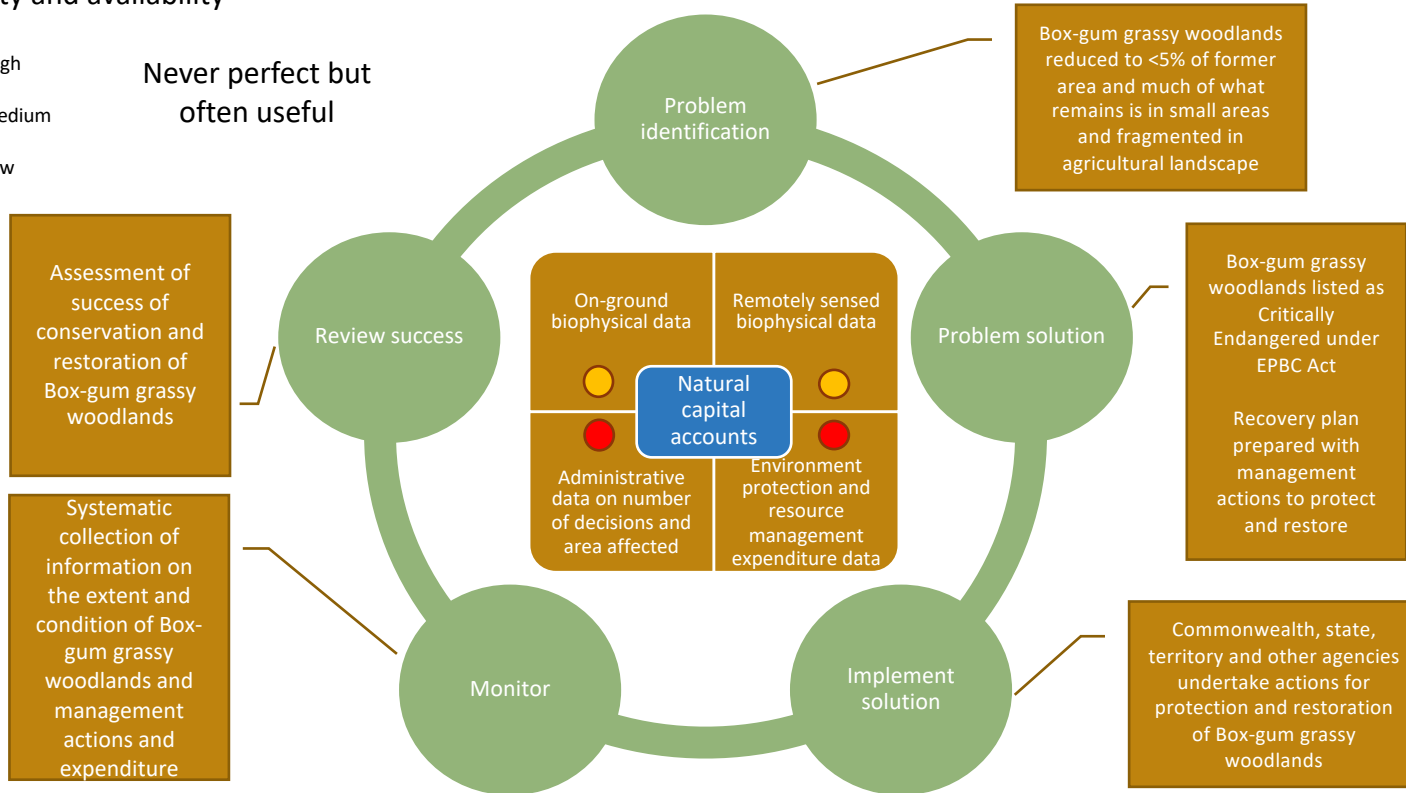 ty and availability
gh
edium
w
Never perfect but
often useful
Problem
identification
Box-gum grassy woodlands
reduced to <5% of former
area and much of what
remains is in small areas
and fragmented in
agricultural landscape
Assessment of
success of
conservation and
restoration of
Box-gum grassy
woodlands
Review success
On-ground
biophysical data
Remotely sensed
biophysical data
Natural
capital
accounts
Administrative
data on number
of decisions and
area affected
Environment
protection and
resource
management
expenditure data
Problem solution
Box-gum grassy
woodlands listed as
Critically
Endangered under
EPBC Act
Recovery plan
prepared with
management
actions to protect
and restore
Systematic
collection of
information on
the extent and
condition of Box-
gum grassy
woodlands and
management
actions and
expenditure
Monitor
Implement
solution
Commonwealth, state,
territory and other agencies
undertake actions for
protection and restoration
of Box-gum grassy
woodlands